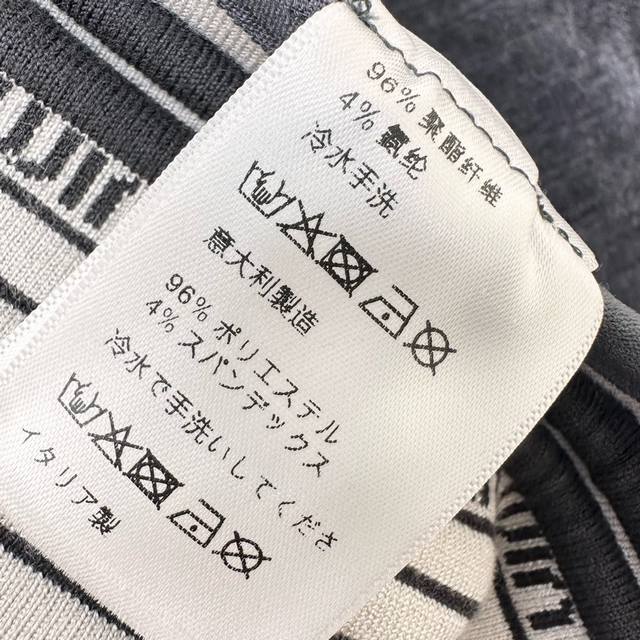 96% 聚酯纤维
4% 氨纶
冷水手洗
意大利製造
96% ポリエステル
4% スパンデックス
冷水で手洗いしてくださ
イタリア製